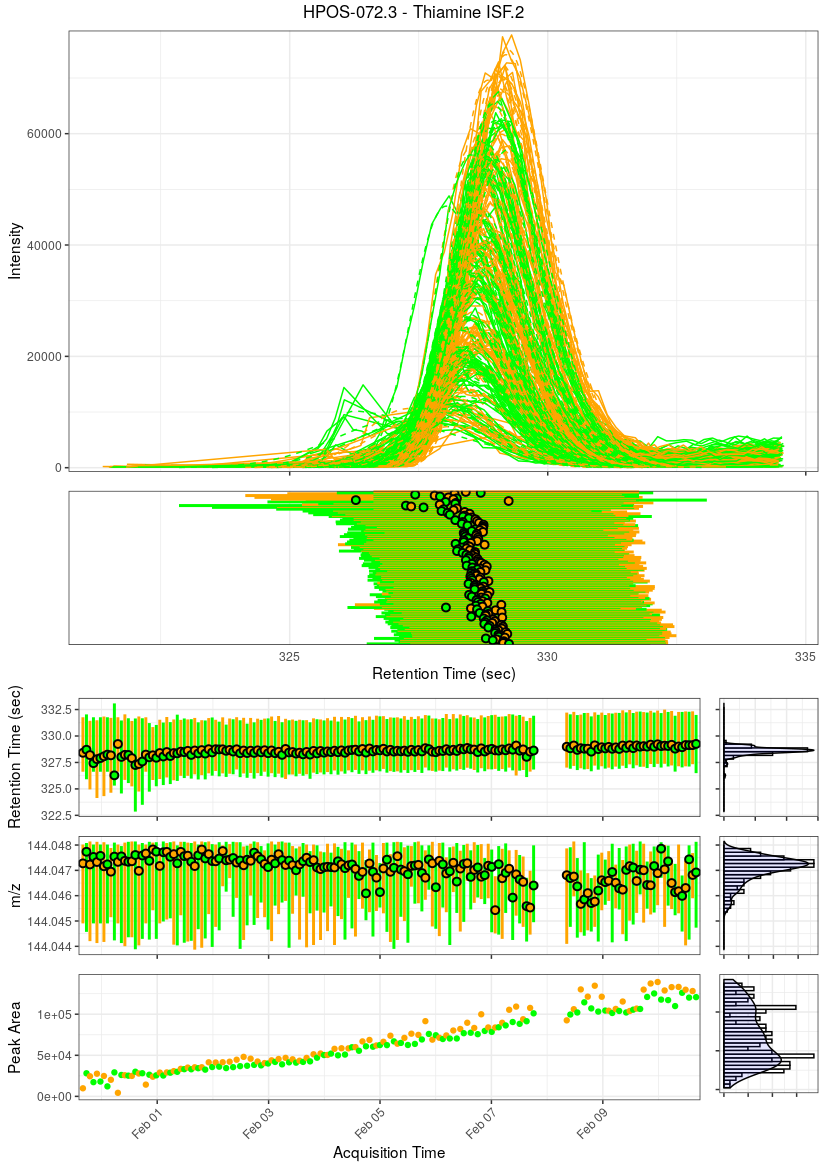 HPOS-072.3 - Thiamine ISF.2
Intensity
60000
40000
20000
0
325
330
335
Retention Time (sec)
Retention Time (sec)
332.5
330.0
327.5
325.0
322.5
m/z
144.048
144.047
144.046
144.045
144.044
Peak Area
1e+05
5e+04
0e+00
Feb 01
Feb 03
Feb 05
Feb 07
Feb 09
Acquisition Time